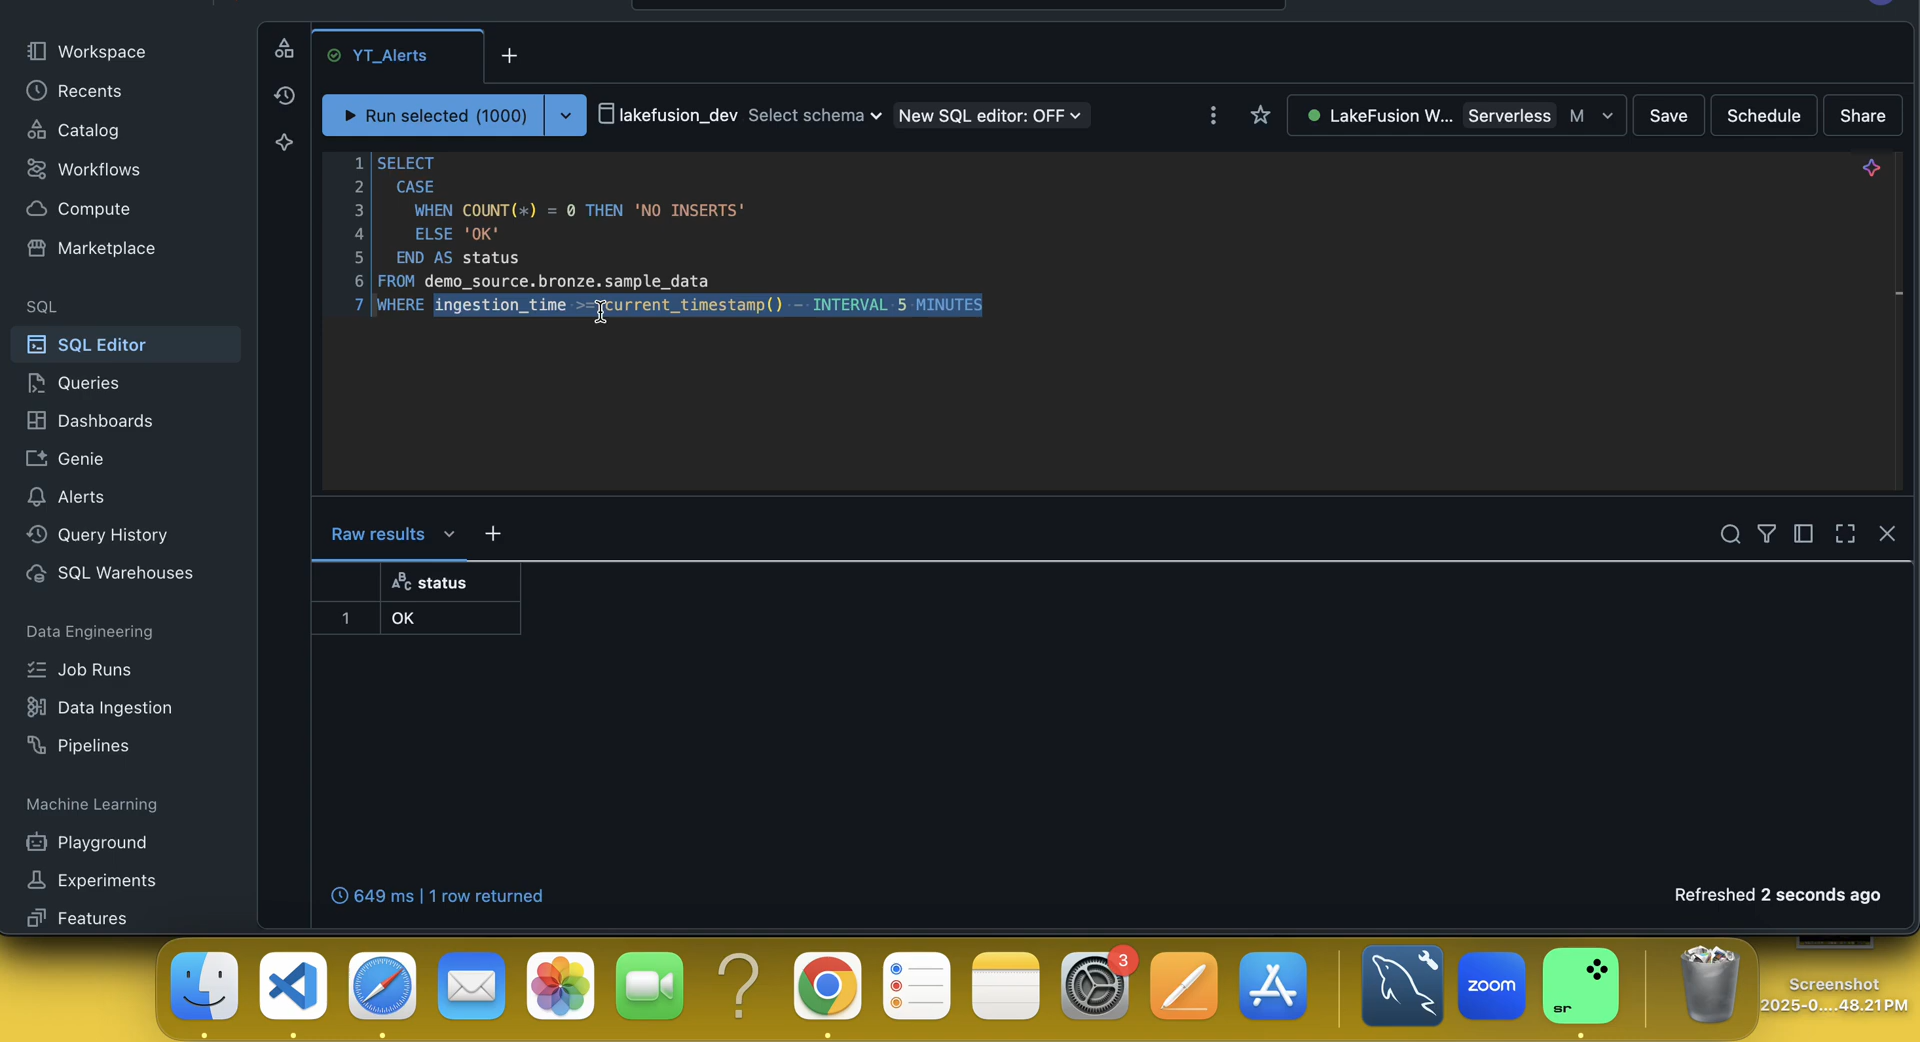 Workspace
Recents
Catalog
Workflows
Compute
Marketplace
SQL
SQL Editor
Queries
Dashboards
Genie
Alerts
Query History
SQL Warehouses
Data Engineering
Job Runs
Data Ingestion
Pipelines
Machine Learning
Playground
Experiments
Features
YT_Alerts
Run selected (1000)
lakefusion_dev
Select schema
New SQL editor: OFF
LakeFusion W...
Serverless
M
Save
Schedule
Share
1 SELECT
2 CASE
3 WHEN COUNT(*) = 0 THEN 'NO INSERTS'
4 ELSE 'OK'
5 END AS status
6 FROM demo_source.bronze.sample_data
7 WHERE ingestion_time >= current_timestamp() - INTERVAL 5 MINUTES
Raw results
status
1 OK
649 ms | 1 row returned
Refreshed 2 seconds ago
3
zoom
sr
Screenshot
2025-0....48.21PM